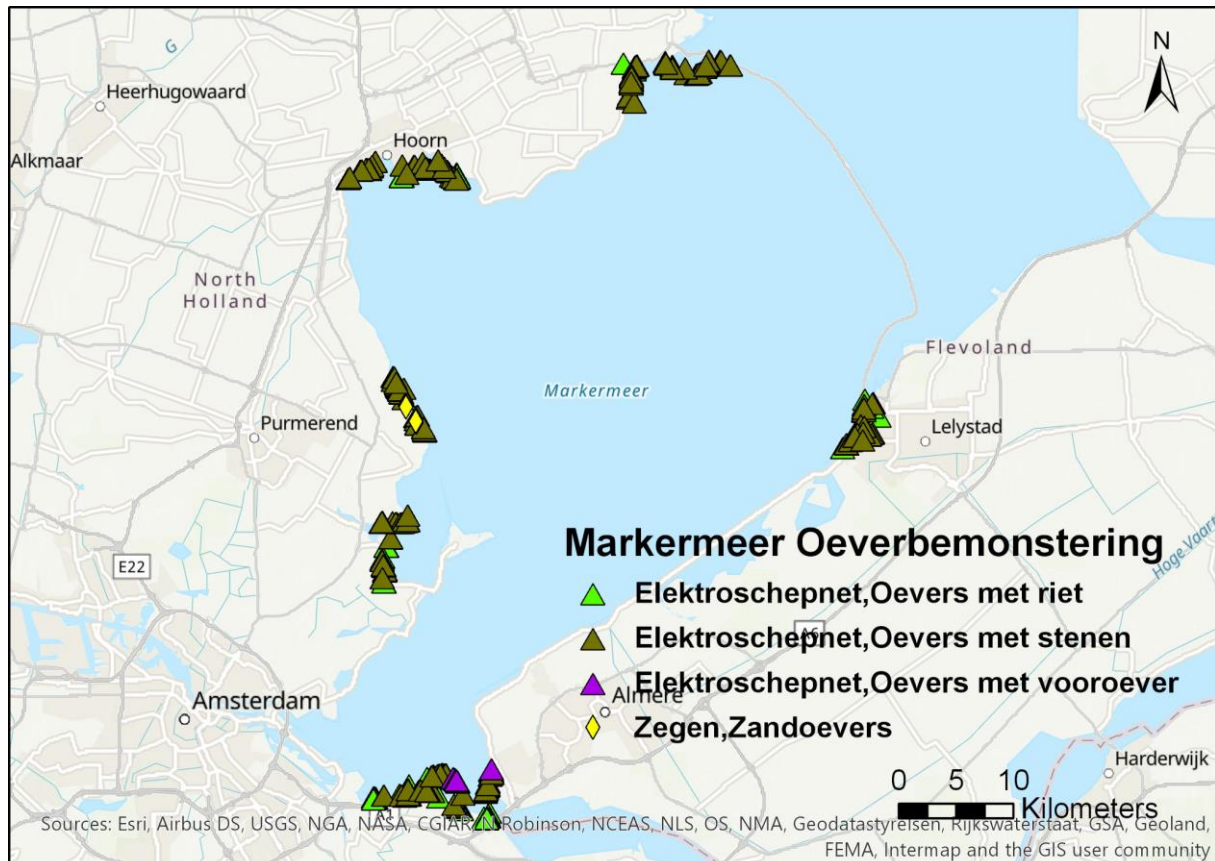 G
N
Heerhugowaard
Hoorn
Alkmaar
North
Holland
Flevoland
Markermeer
Purmerend
Lelystad
Markermeer Oeverbemonstering
Hoge Vaart
E22
Elektroschepnet,Oevers met riet
A6
Elektroschepnet,Oevers met stenen
Elektroschepnet,Oevers met vooroever
Almere
Amsterdam
Zegen,Zandoevers
Harderwijk
0 5 10
Kilometers
Sources: Esri, Airbus DS, USGS, NGA, NASA, CGIAR, N Robinson, NCEAS, NLS, OS, NMA, Geodatastyrelsen, Rijkswaterstaat, GSA, Geoland,
FEMA, Intermap and the GIS user community